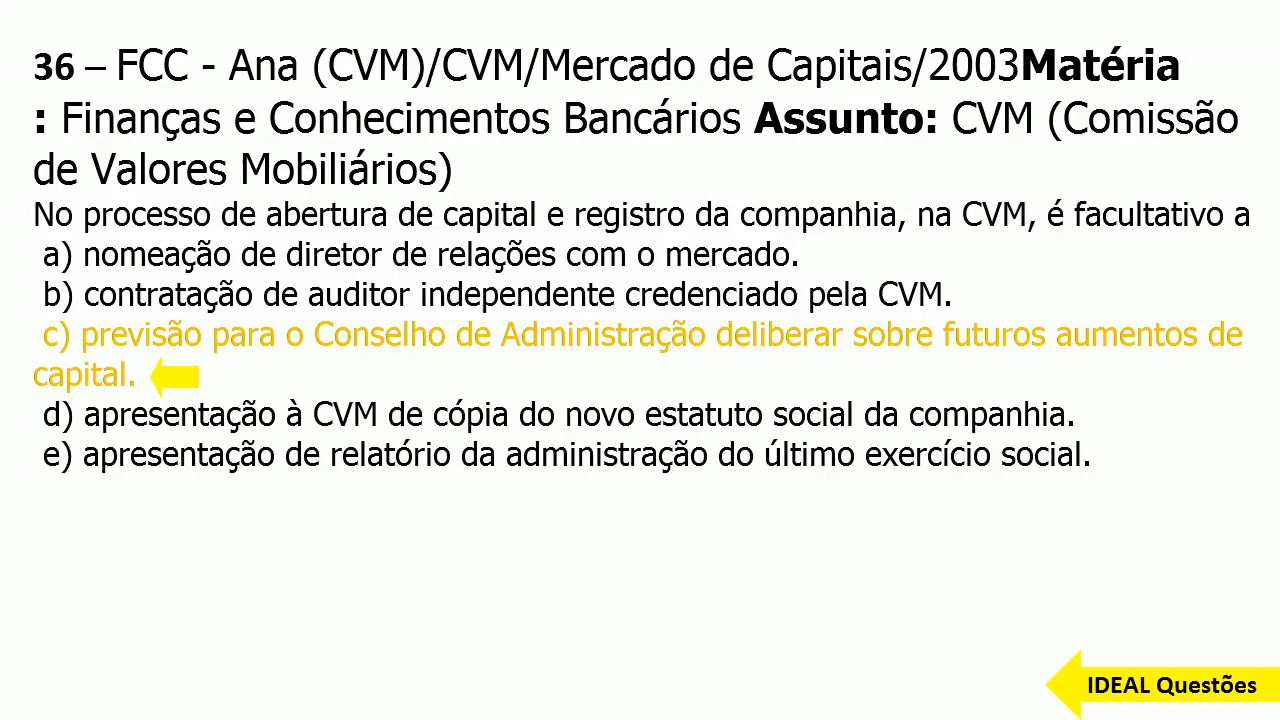 36 – FCC - Ana (CVM)/CVM/Mercado de Capitais/2003Matéria
: Finanças e Conhecimentos Bancários Assunto: CVM (Comissão
de Valores Mobiliários)
No processo de abertura de capital e registro da companhia, na CVM, é facultativo a
a) nomeação de diretor de relações com o mercado.
b) contratação de auditor independente credenciado pela CVM.
c) previsão para o Conselho de Administração deliberar sobre futuros aumentos de
capital.
d) apresentação à CVM de cópia do novo estatuto social da companhia.
e) apresentação de relatório da administração do último exercício social.
IDEAL Questões